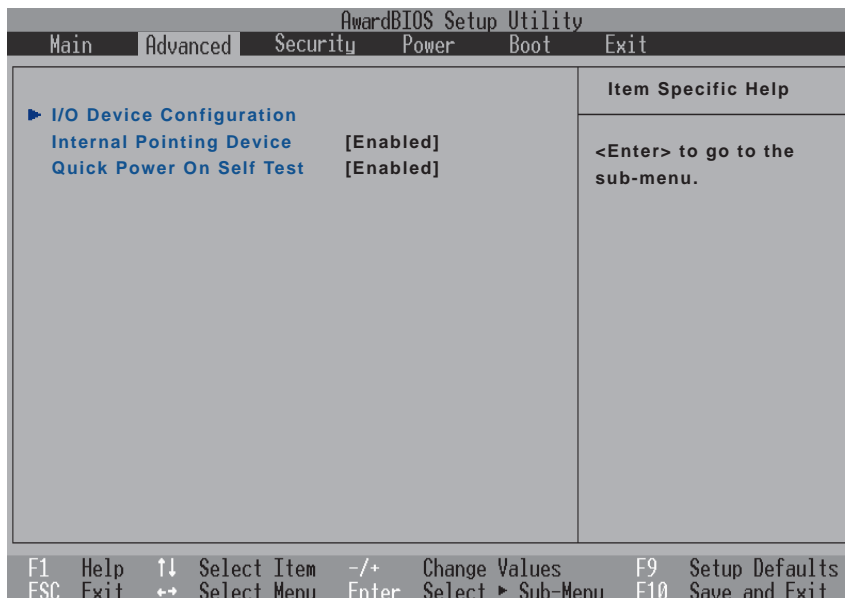 AwardBIOS Setup Utility
Main Advanced Security Power Boot Exit
Item Specific Help
▶ I/O Device Configuration
Internal Pointing Device [Enabled]
Quick Power On Self Test [Enabled]
<Enter> to go to the
sub-menu.
F1 Help ↑↓ Select Item -/+ Change Values F9 Setup Defaults
ESC Exit ←→ Select Menu Enter Select ▶ Sub-Menu F10 Save and Exit